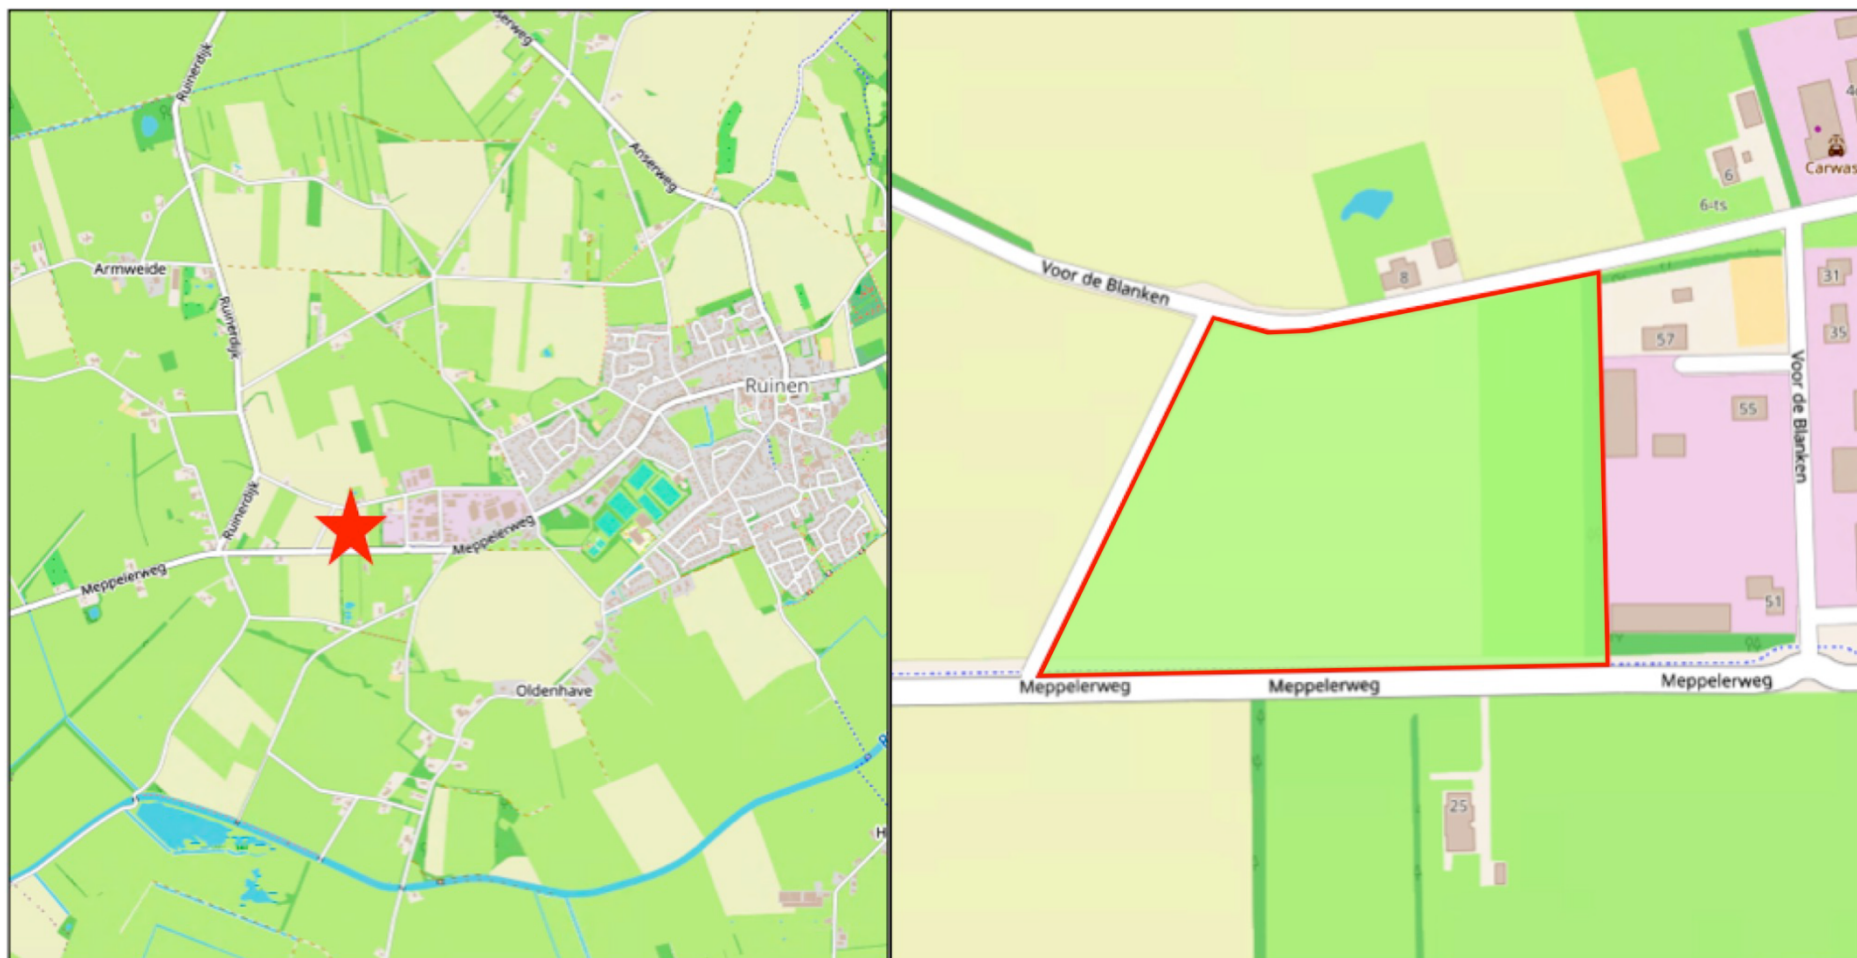 Ruinerdijk
Anserweg
Anserweg
Armweide
Ruinerdijk
Ruinen
Ruinerdijk
Meppelerweg
Meppelerweg
Oldenhave
H
Carwas
6
6-ts
Voor de Blanken
8
31
57
35
Voor de Blanken
55
51
Meppelerweg
Meppelerweg
Meppelerweg
25